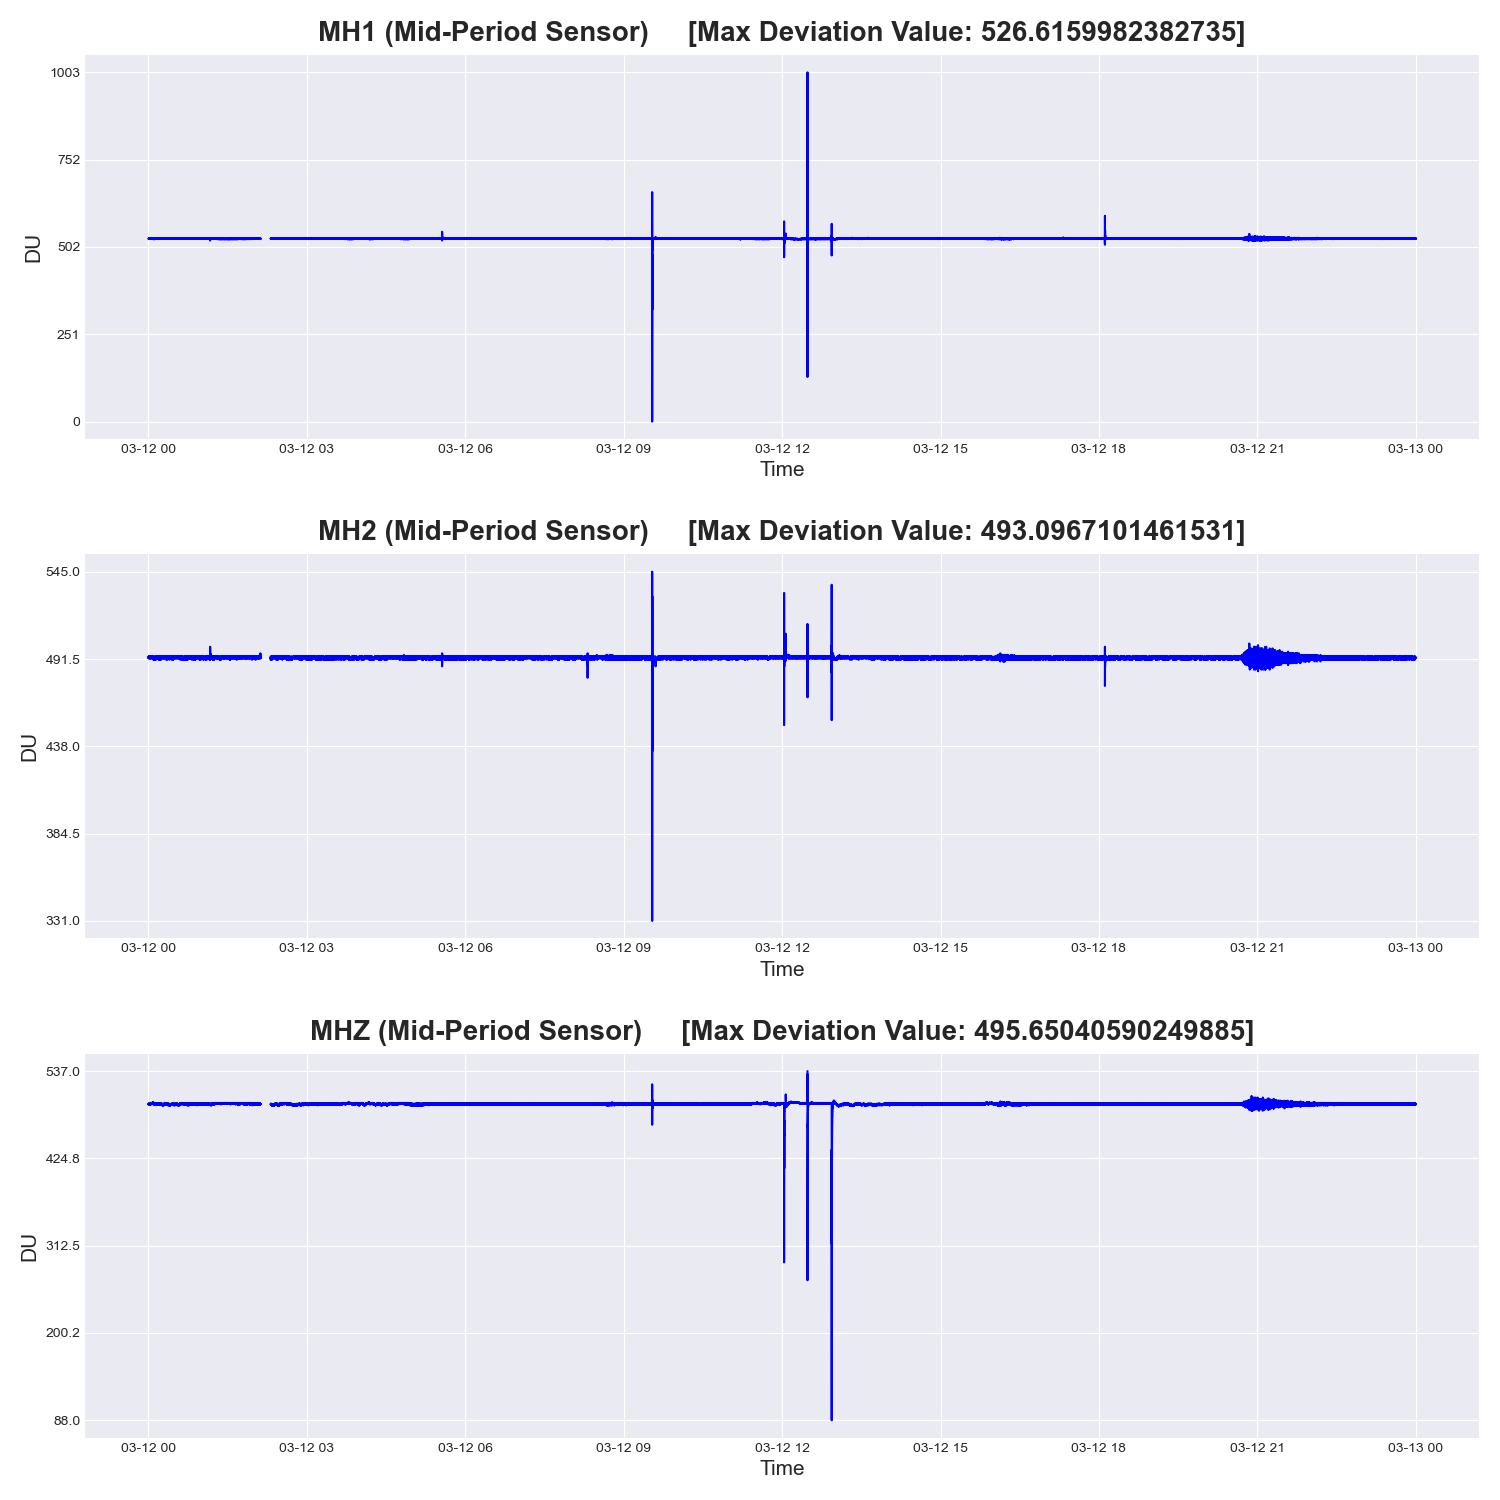 MH1 (Mid-Period Sensor) [Max Deviation Value: 526.6159982382735]
1003
752
502
251
0
DU
03-12 00 03-12 03 03-12 06 03-12 09 03-12 12 03-12 15 03-12 18 03-12 21 03-13 00
Time
MH2 (Mid-Period Sensor) [Max Deviation Value: 493.0967101461531]
545.0
491.5
438.0
384.5
331.0
DU
03-12 00 03-12 03 03-12 06 03-12 09 03-12 12 03-12 15 03-12 18 03-12 21 03-13 00
Time
MHZ (Mid-Period Sensor) [Max Deviation Value: 495.65040590249885]
537.0
424.8
312.5
200.2
88.0
DU
03-12 00 03-12 03 03-12 06 03-12 09 03-12 12 03-12 15 03-12 18 03-12 21 03-13 00
Time